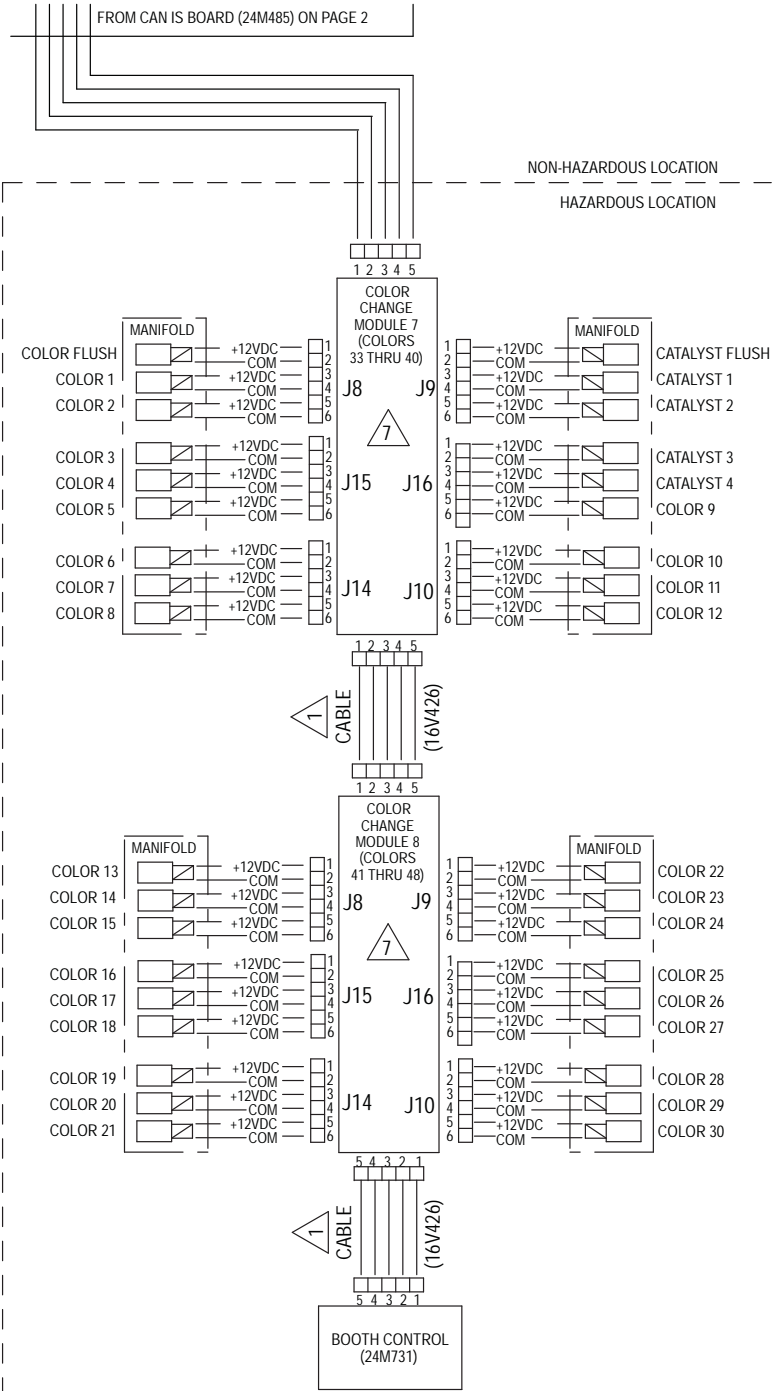 FROM CAN IS BOARD (24M485) ON PAGE 2
NON-HAZARDOUS LOCATION
HAZARDOUS LOCATION
1 2 3 4 5
COLOR
CHANGE
MODULE 7
(COLORS
33 THRU 40)
7
MANIFOLD
COLOR FLUSH +12VDC 1
COM 2
COLOR 1 +12VDC 3
COM 4
COLOR 2 +12VDC 5
COM 6
J8
COLOR 3 +12VDC 1
COM 2
COLOR 4 +12VDC 3
COM 4
COLOR 5 +12VDC 5
COM 6
J15
COLOR 6 +12VDC 1
COM 2
COLOR 7 +12VDC 3
COM 4
COLOR 8 +12VDC 5
COM 6
J14
MANIFOLD
J9
1 +12VDC CATALYST FLUSH
2 COM
3 +12VDC CATALYST 1
4 COM
5 +12VDC CATALYST 2
6 COM
J16
1 +12VDC CATALYST 3
2 COM
3 +12VDC CATALYST 4
4 COM
5 +12VDC COLOR 9
6 COM
J10
1 +12VDC COLOR 10
2 COM
3 +12VDC COLOR 11
4 COM
5 +12VDC COLOR 12
6 COM
1 2 3 4 5
1
CABLE
(16V426)
1 2 3 4 5
COLOR
CHANGE
MODULE 8
(COLORS
41 THRU 48)
7
MANIFOLD
COLOR 13 +12VDC 1
COM 2
COLOR 14 +12VDC 3
COM 4
COLOR 15 +12VDC 5
COM 6
J8
COLOR 16 +12VDC 1
COM 2
COLOR 17 +12VDC 3
COM 4
COLOR 18 +12VDC 5
COM 6
J15
COLOR 19 +12VDC 1
COM 2
COLOR 20 +12VDC 3
COM 4
COLOR 21 +12VDC 5
COM 6
J14
MANIFOLD
J9
1 +12VDC COLOR 22
2 COM
3 +12VDC COLOR 23
4 COM
5 +12VDC COLOR 24
6 COM
J16
1 +12VDC COLOR 25
2 COM
3 +12VDC COLOR 26
4 COM
5 +12VDC COLOR 27
6 COM
J10
1 +12VDC COLOR 28
2 COM
3 +12VDC COLOR 29
4 COM
5 +12VDC COLOR 30
6 COM
5 4 3 2 1
1
CABLE
(16V426)
5 4 3 2 1
BOOTH CONTROL
(24M731)